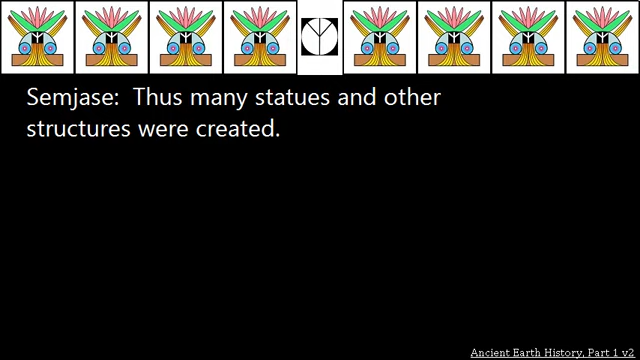 Semjase:  Thus many statues and other
structures were created.
Ancient Earth History, Part 1 v2